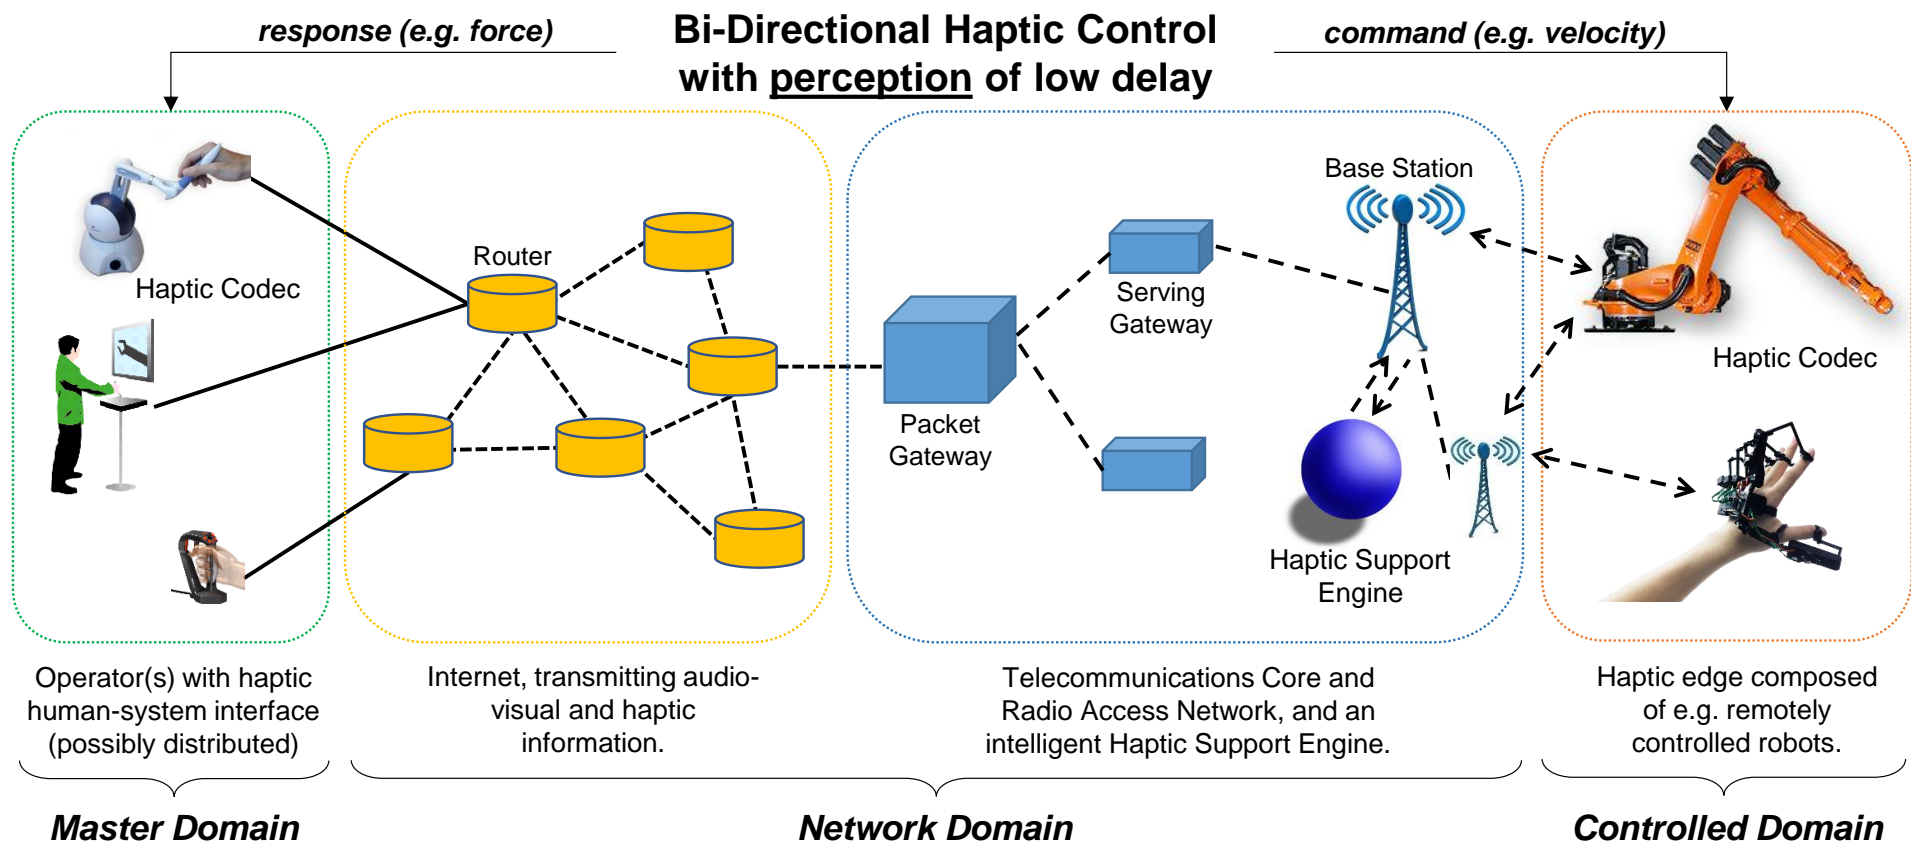 response (e.g. force)
Bi-Directional Haptic Control
with perception of low delay
command (e.g. velocity)
Haptic Codec
Router
Packet
Gateway
Serving
Gateway
Base Station
Haptic Support
Engine
Haptic Codec
Operator(s) with haptic
human-system interface
(possibly distributed)
Internet, transmitting audio-
visual and haptic
information.
Telecommunications Core and
Radio Access Network, and an
intelligent Haptic Support Engine.
Haptic edge composed
of e.g. remotely
controlled robots.
Master Domain
Network Domain
Controlled Domain